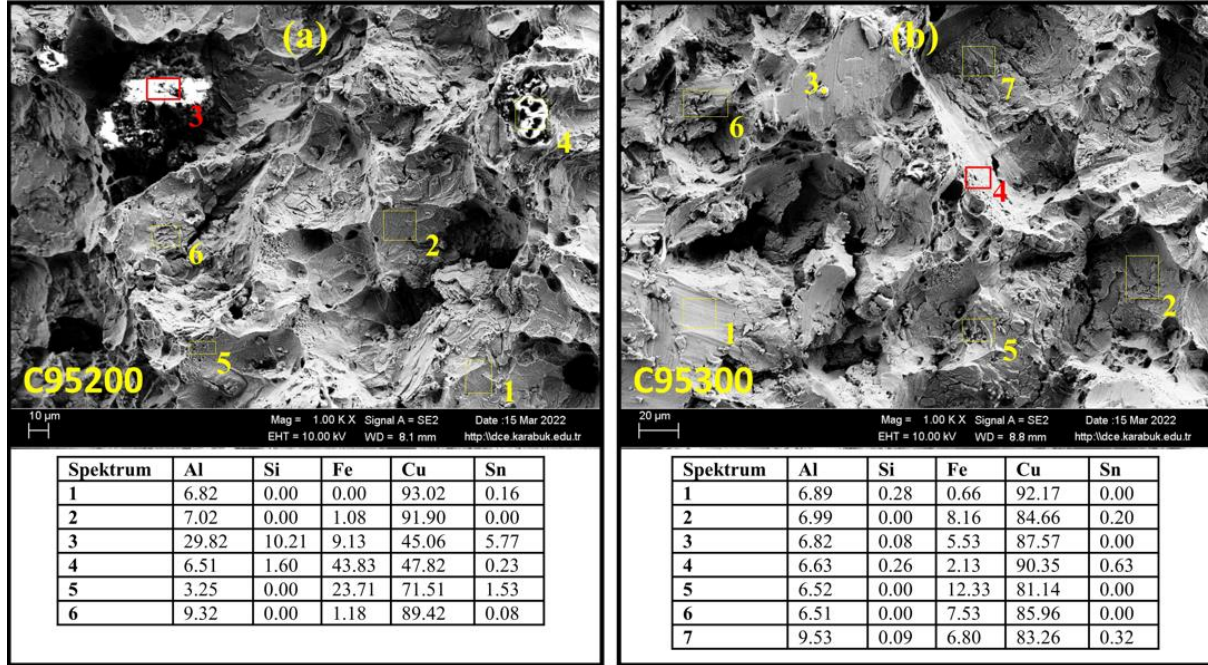 (a)
3
4
6
2
5
1
C95200
10 µm
Mag = 1.00 K X Signal A = SE2 Date :15 Mar 2022
EHT = 10.00 kV WD = 8.1 mm http:\\dce.karabuk.edu.tr
Spektrum Al Si Fe Cu Sn
1 6.82 0.00 0.00 93.02 0.16
2 7.02 0.00 1.08 91.90 0.00
3 29.82 10.21 9.13 45.06 5.77
4 6.51 1.60 43.83 47.82 0.23
5 3.25 0.00 23.71 71.51 1.53
6 9.32 0.00 1.18 89.42 0.08
(b)
3
7
6
4
2
1
5
C95300
20 µm
Mag = 1.00 K X Signal A = SE2 Date :15 Mar 2022
EHT = 10.00 kV WD = 8.8 mm http:\\dce.karabuk.edu.tr
Spektrum Al Si Fe Cu Sn
1 6.89 0.28 0.66 92.17 0.00
2 6.99 0.00 8.16 84.66 0.20
3 6.82 0.08 5.53 87.57 0.00
4 6.63 0.26 2.13 90.35 0.63
5 6.52 0.00 12.33 81.14 0.00
6 6.51 0.00 7.53 85.96 0.00
7 9.53 0.09 6.80 83.26 0.32